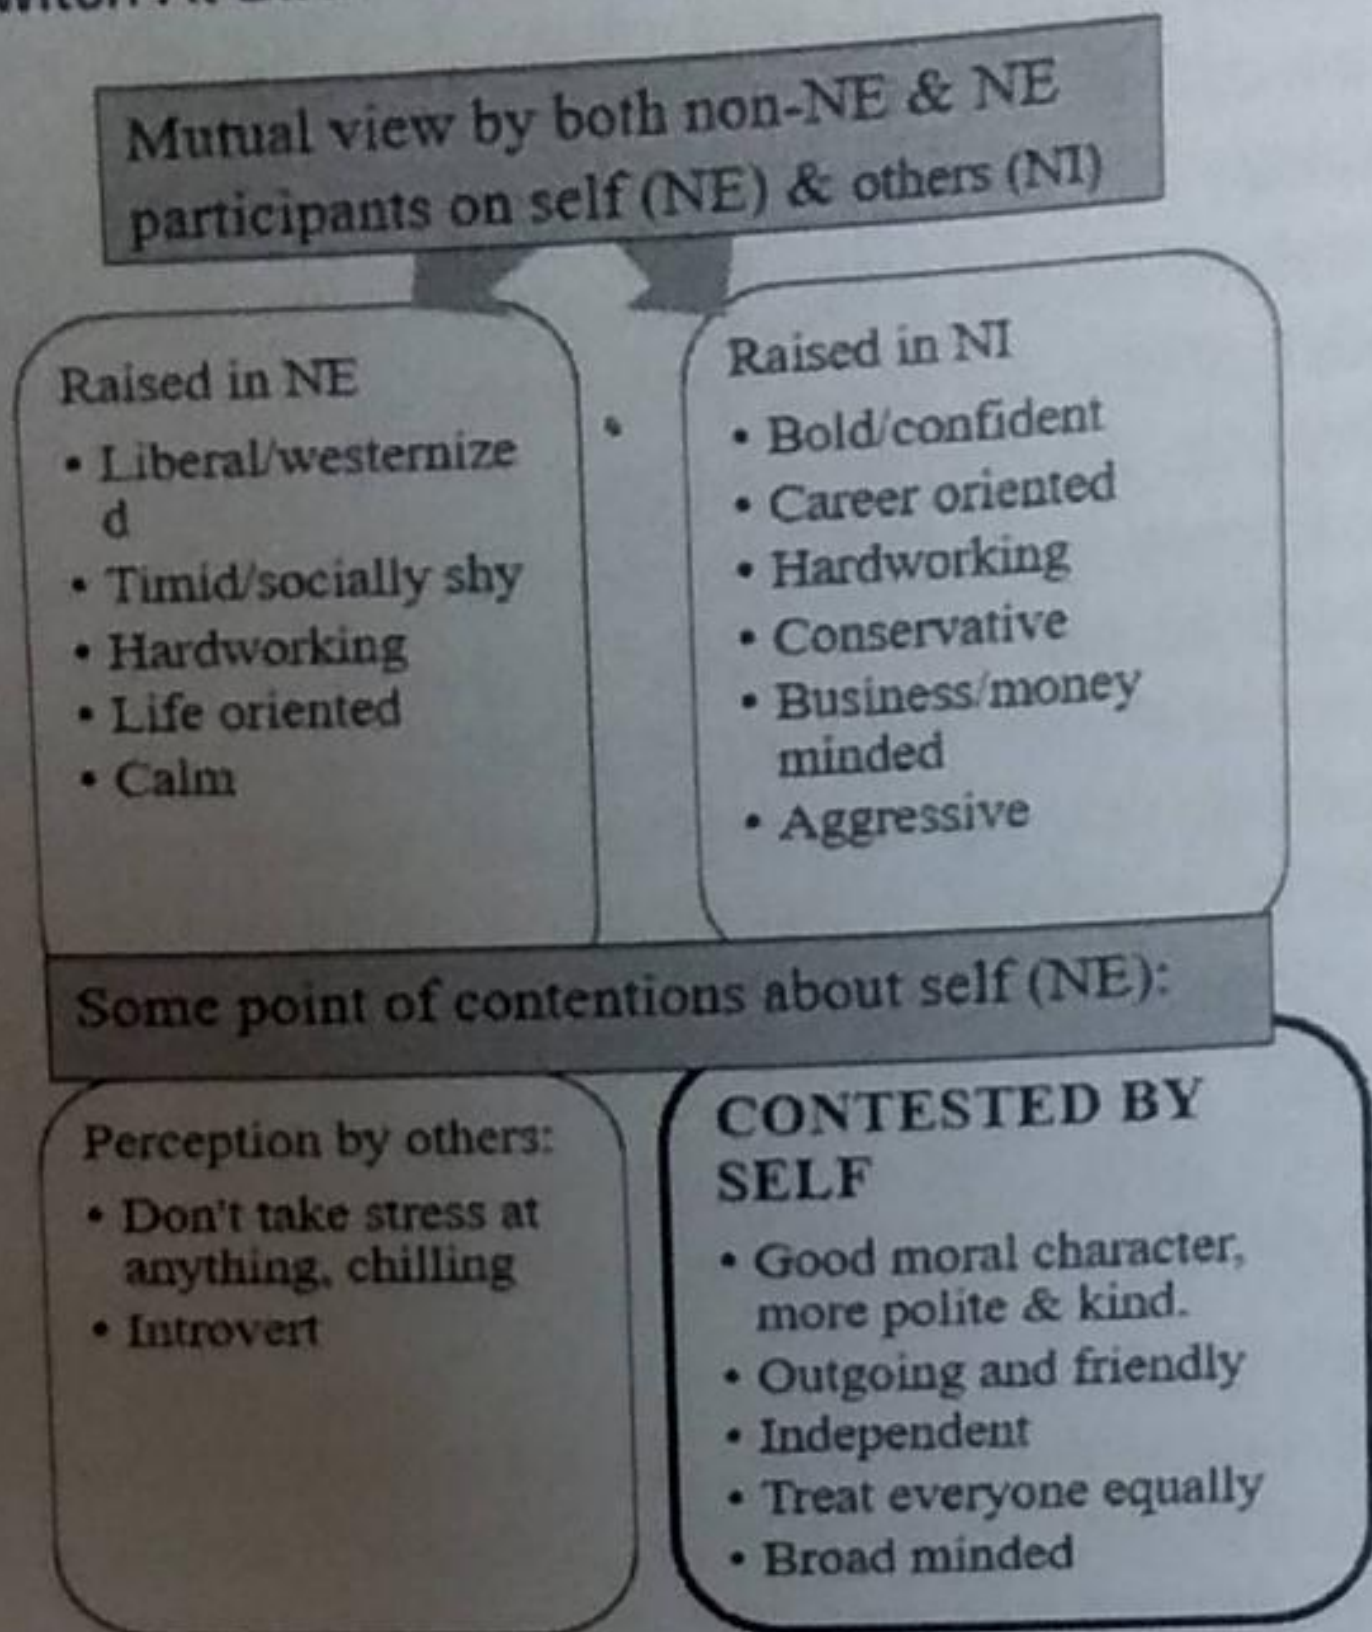 Mutual view by both non-NE & NE
participants on self (NE) & others (NI)
Raised in NE
• Liberal/westernize
d
• Timid/socially shy
• Hardworking
• Life oriented
• Calm
Raised in NI
• Bold/confident
• Career oriented
• Hardworking
• Conservative
• Business/money
minded
• Aggressive
Some point of contentions about self (NE):
Perception by others:
• Don't take stress at
anything, chilling
• Introvert
CONTESTED BY
SELF
• Good moral character,
more polite & kind.
• Outgoing and friendly
• Independent
• Treat everyone equally
• Broad minded